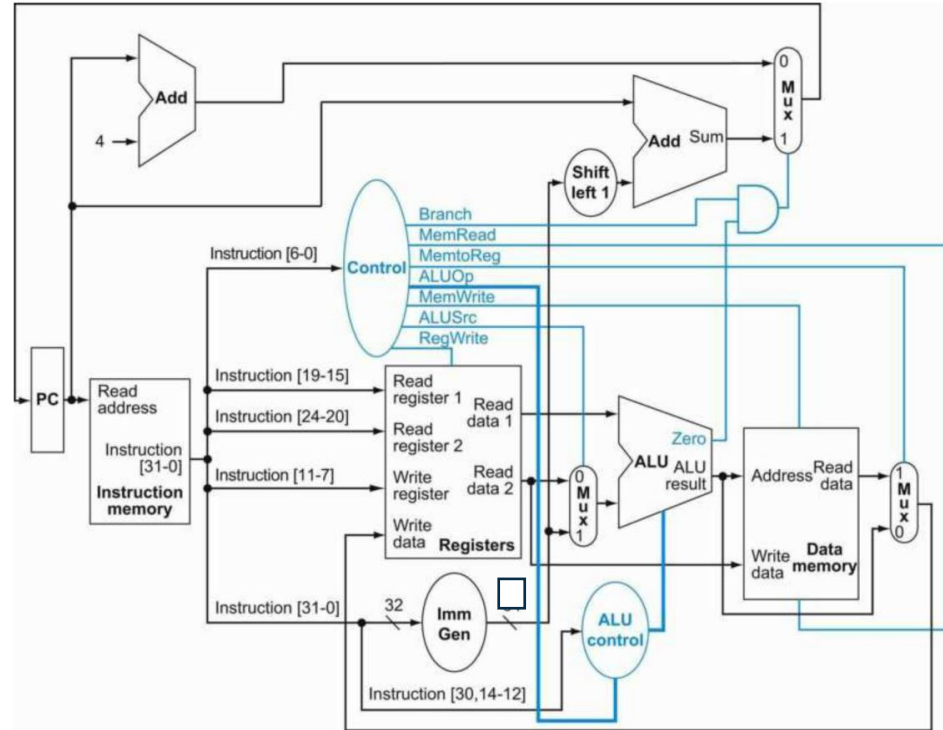 Add
4
Add Sum
0
Mux
1
Shift
left 1
Branch
MemRead
MemtoReg
ALUOp
MemWrite
ALUSrc
RegWrite
Control
Instruction [6-0]
Instruction [19-15]
Instruction [24-20]
Instruction [11-7]
Instruction [31-0]
PC
Read
address
Instruction
[31-0]
Instruction
memory
Read
register 1
Read
register 2
Write
register
Write
data
Read
data 1
Read
data 2
Registers
0
Mux
1
Zero
ALU
ALU
result
Address
Read
data
Write
data
Data
memory
1
Mux
0
32
Imm
Gen
ALU
control
Instruction [30,14-12]